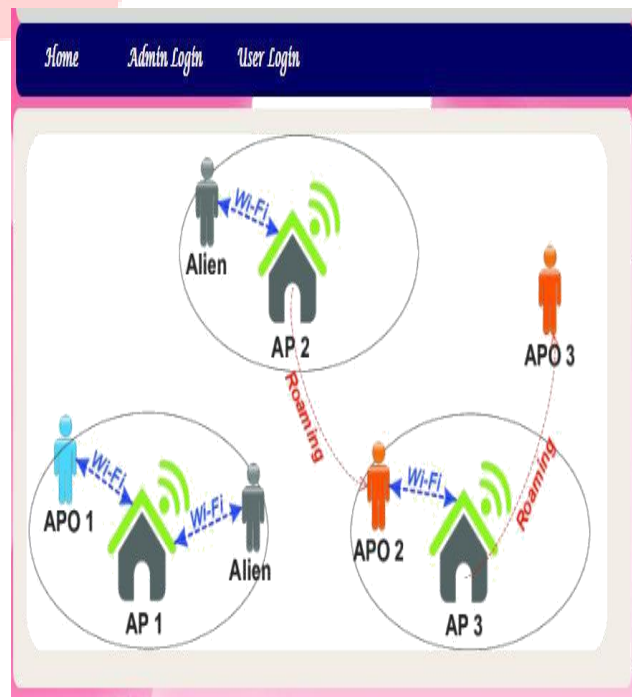 Home Admin Login User Login
Wi-Fi
Alien
AP 2
Roaming
APO 3
Wi-Fi
APO 1
Wi-Fi
Alien
AP 1
Wi-Fi
APO 2
AP 3
Roaming